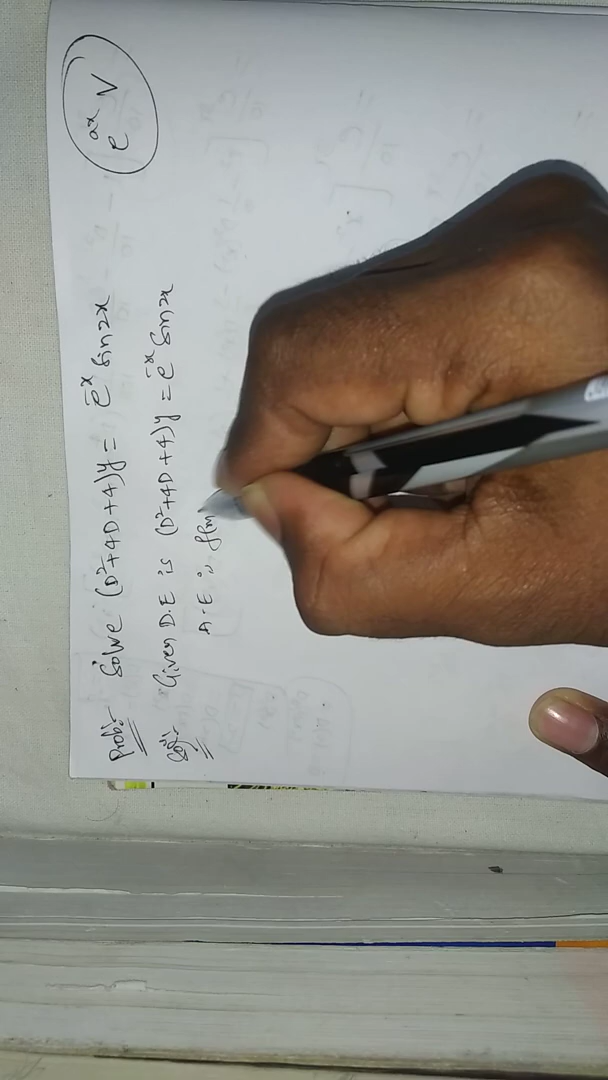 e^ax V
Prob:- Solve (D²+4D+4)y = e^-x sin2x
Sol:- Given D.E is (D²+4D+4)y = e^-x sin2x
A.E is f(m